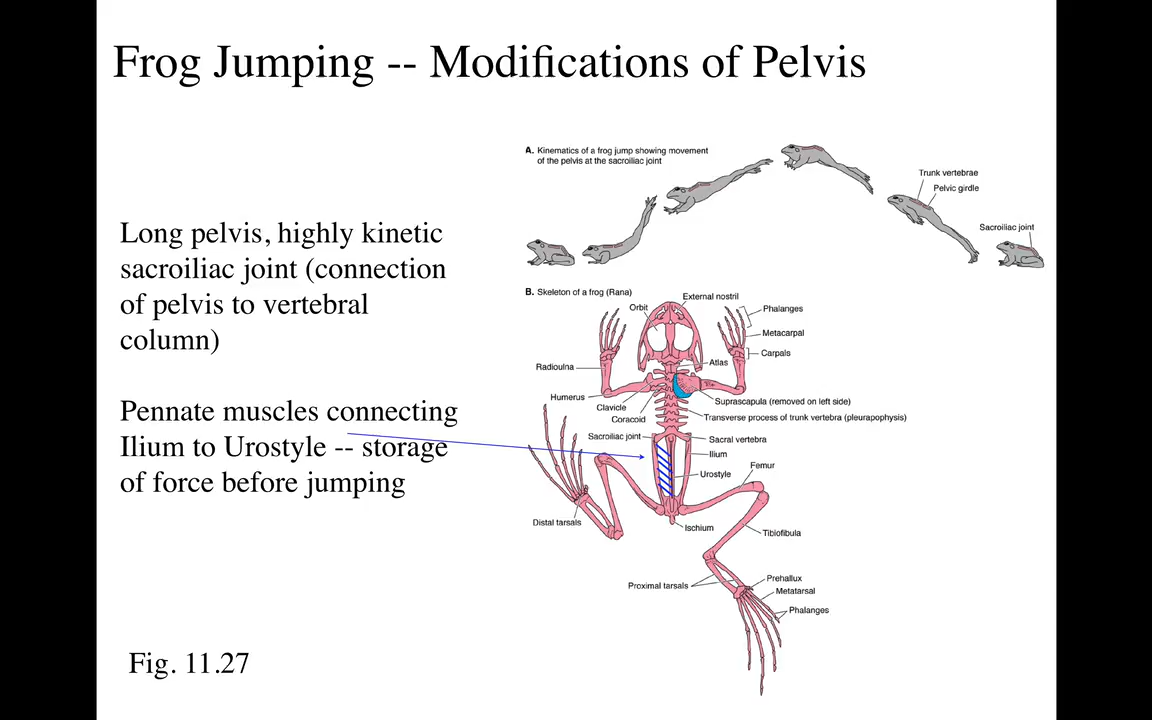 Frog Jumping -- Modifications of Pelvis
Long pelvis, highly kinetic
sacroiliac joint (connection
of pelvis to vertebral
column)
Pennate muscles connecting
Ilium to Urostyle -- storage
of force before jumping
Fig. 11.27
A. Kinematics of a frog jump showing movement
of the pelvis at the sacroiliac joint
Trunk vertebrae
Pelvic girdle
Sacroiliac joint
B. Skeleton of a frog (Rana)
External nostril
Orbit
Phalanges
Metacarpal
Carpals
Atlas
Radioulna
Humerus
Clavicle
Coracoid
Suprascapula (removed on left side)
Transverse process of trunk vertebra (pleurapophysis)
Sacroiliac joint
Sacral vertebra
Ilium
Urostyle
Femur
Distal tarsals
Ischium
Tibiofibula
Proximal tarsals
Prehallux
Metatarsal
Phalanges